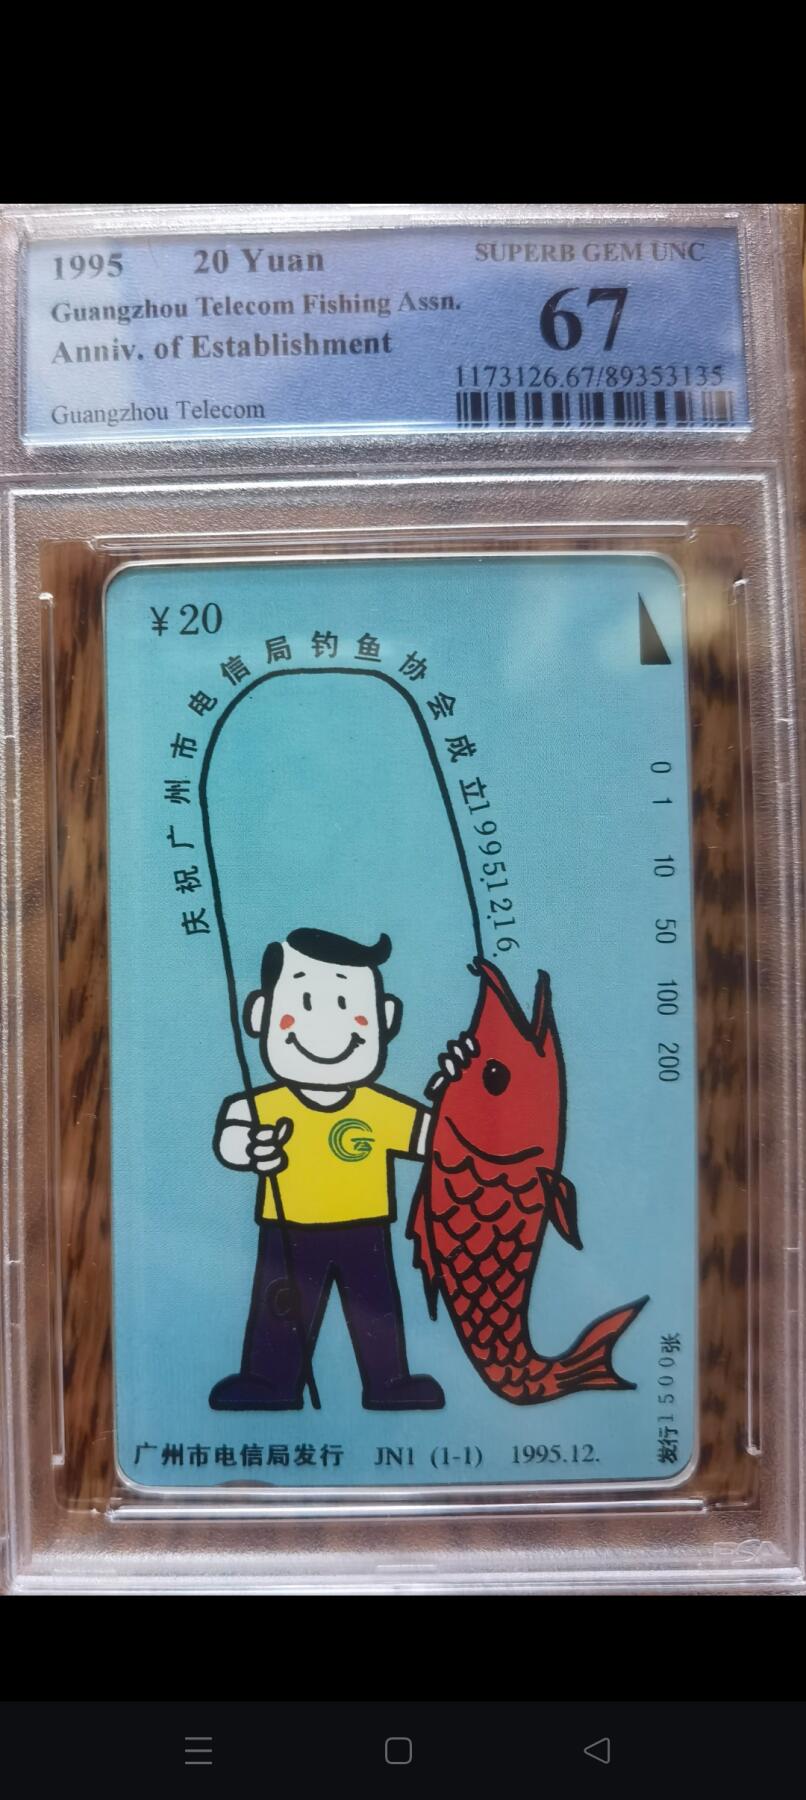 1995 20 Yuan
SUPERB GEM UNC
Guangzhou Telecom Fishing Assn.
67
Anniv. of Establishment
1173126.67/89353135
Guangzhou Telecom
¥20
庆祝广州市电信局钓鱼协会成立1995.12.16.
0 1 10 50 100 200
发行1500张
广州市电信局发行 JN1 (1-1) 1995.12.